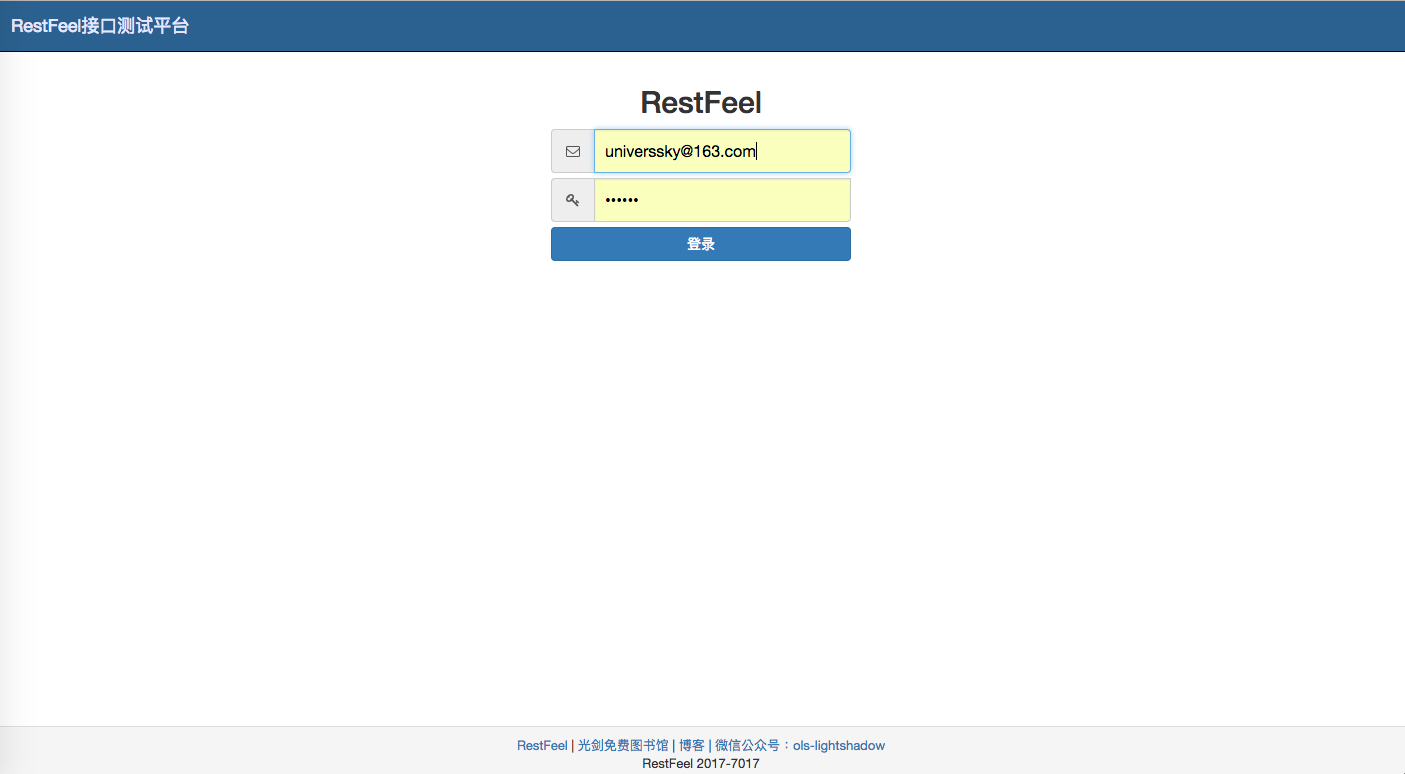 RestFeel接口测试平台
RestFeel
universsky@163.com
••••••
登录
RestFeel | 光剑免费图书馆 | 博客 | 微信公众号：ols-lightshadow
RestFeel 2017-7017